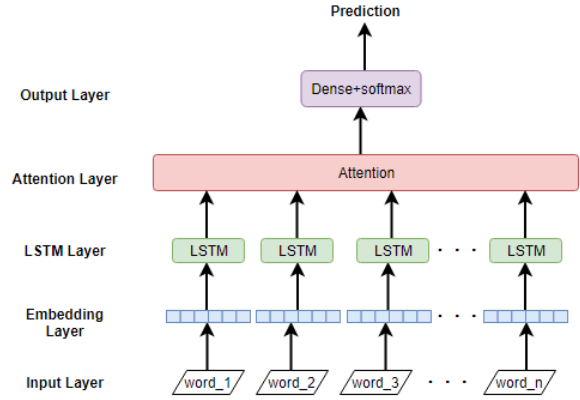 Prediction
Output Layer
Dense+softmax
Attention Layer
Attention
LSTM Layer
LSTM LSTM LSTM . . . LSTM
Embedding
Layer
. . .
Input Layer
word_1 word_2 word_3 . . . word_n